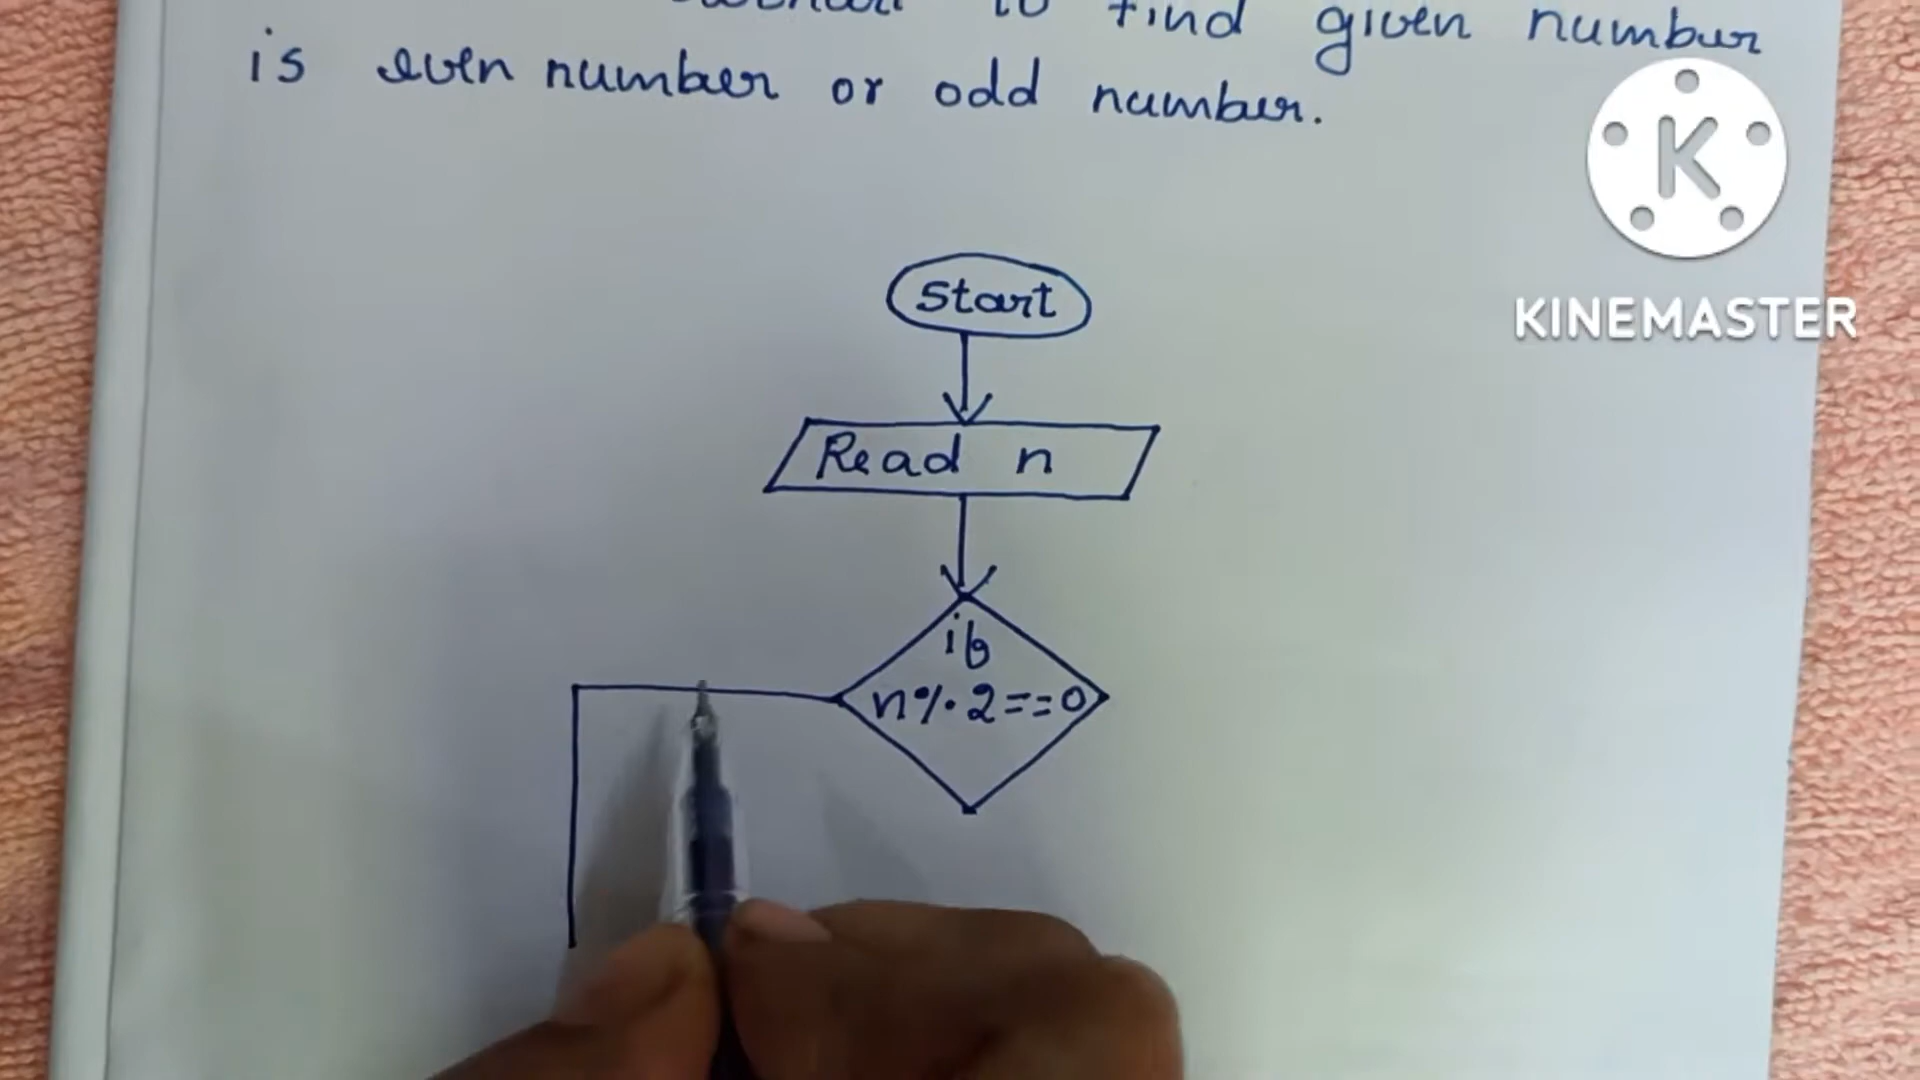 to find given number
is even number or odd number.
K
KINEMASTER
Start
Read n
if
n%2==0